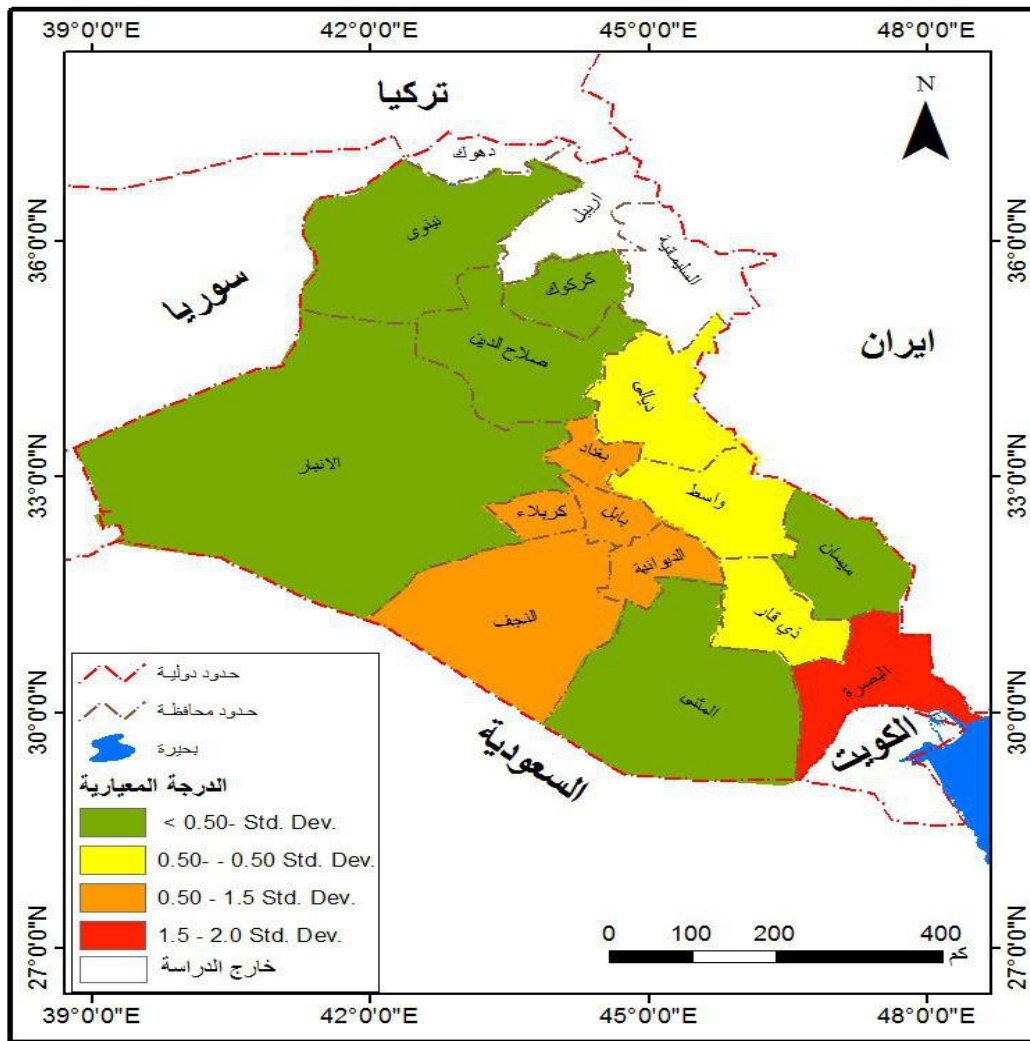 39°0'0"E 42°0'0"E 45°0'0"E 48°0'0"E
N
تركيا
دهوك
اربيل
السليمانية
نينوى
كركوك
سوريا
صلاح الدين
ايران
ديالى
بغداد
الانبار
واسط
كربلاء
بابل
ميسان
الديوانية
النجف
ذي قار
البصرة
المثنى
الكويت
السعودية
36°0'0"N
33°0'0"N
30°0'0"N
27°0'0"N
36°0'0"N
33°0'0"N
30°0'0"N
27°0'0"N
حدود دولية
حدود محافظة
بحيرة
الدرجة المعيارية
< 0.50- Std. Dev.
0.50- - 0.50 Std. Dev.
0.50 - 1.5 Std. Dev.
1.5 - 2.0 Std. Dev.
خارج الدراسة
0 100 200 400
كم
39°0'0"E 42°0'0"E 45°0'0"E 48°0'0"E